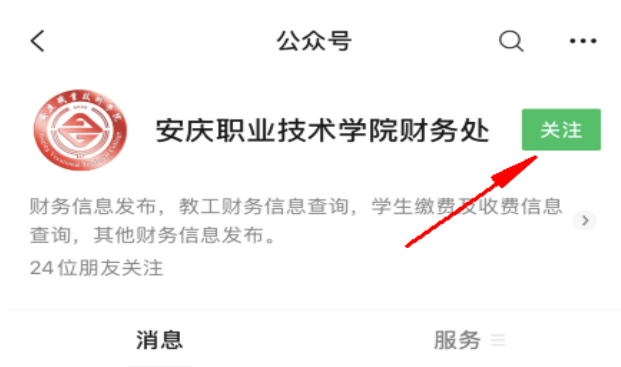 公众号
安庆职业技术学院财务处
关注
财务信息发布，教工财务信息查询，学生缴费及收费信息
查询，其他财务信息发布。
24位朋友关注
消息 服务